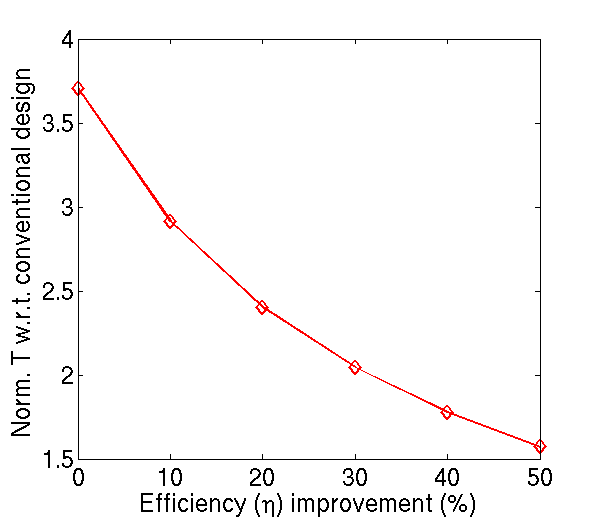 Norm. T w.r.t. conventional design
4
3.5
3
2.5
2
1.5
0 10 20 30 40 50
Efficiency (η) improvement (%)